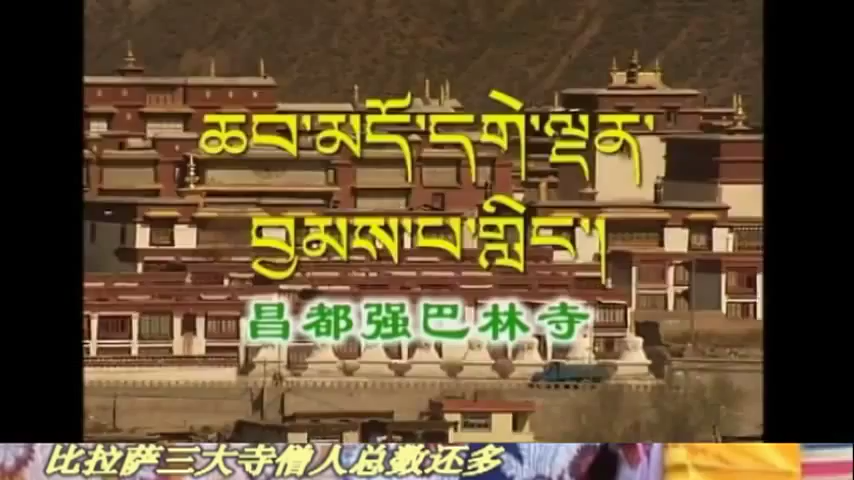 ཆབ་མདོ་དགེ་ལྡན་
བྱམས་པ་གླིང་།
昌都强巴林寺
比拉萨三大寺僧人总数还多